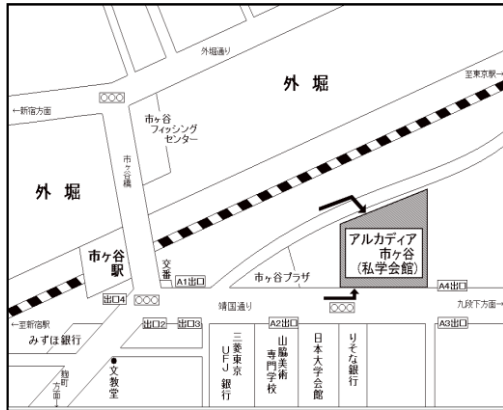 外堀通り
外 堀
至東京駅→
←新宿方面
市ヶ谷
フィッシング
センター
市ヶ谷橋
外 堀
アルカディア
市ヶ谷
(私学会館)
市ヶ谷
駅
交番
A1出口
市ヶ谷プラザ
A4出口
出口4
靖国通り
九段下方面→
←至新宿駅
みずほ銀行
出口2
出口3
A2出口
A3出口
麹町
方面
文教堂
三菱東京
UFJ銀行
山脇美術
専門学校
日本大学会館
りそな銀行